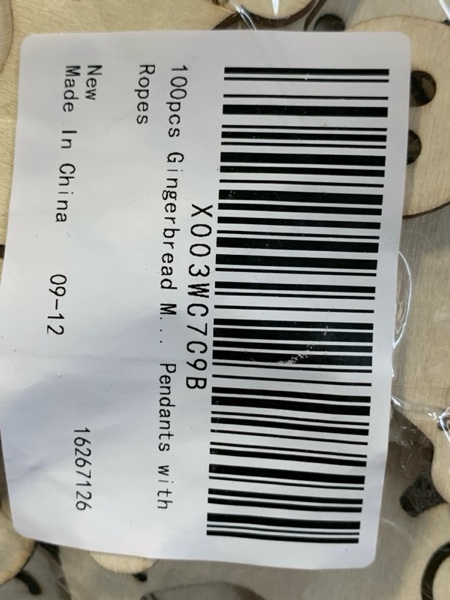 X003WC7C9B
100pcs Gingerbread M... Pendants with
Ropes
New
Made In China 09-12 16267126